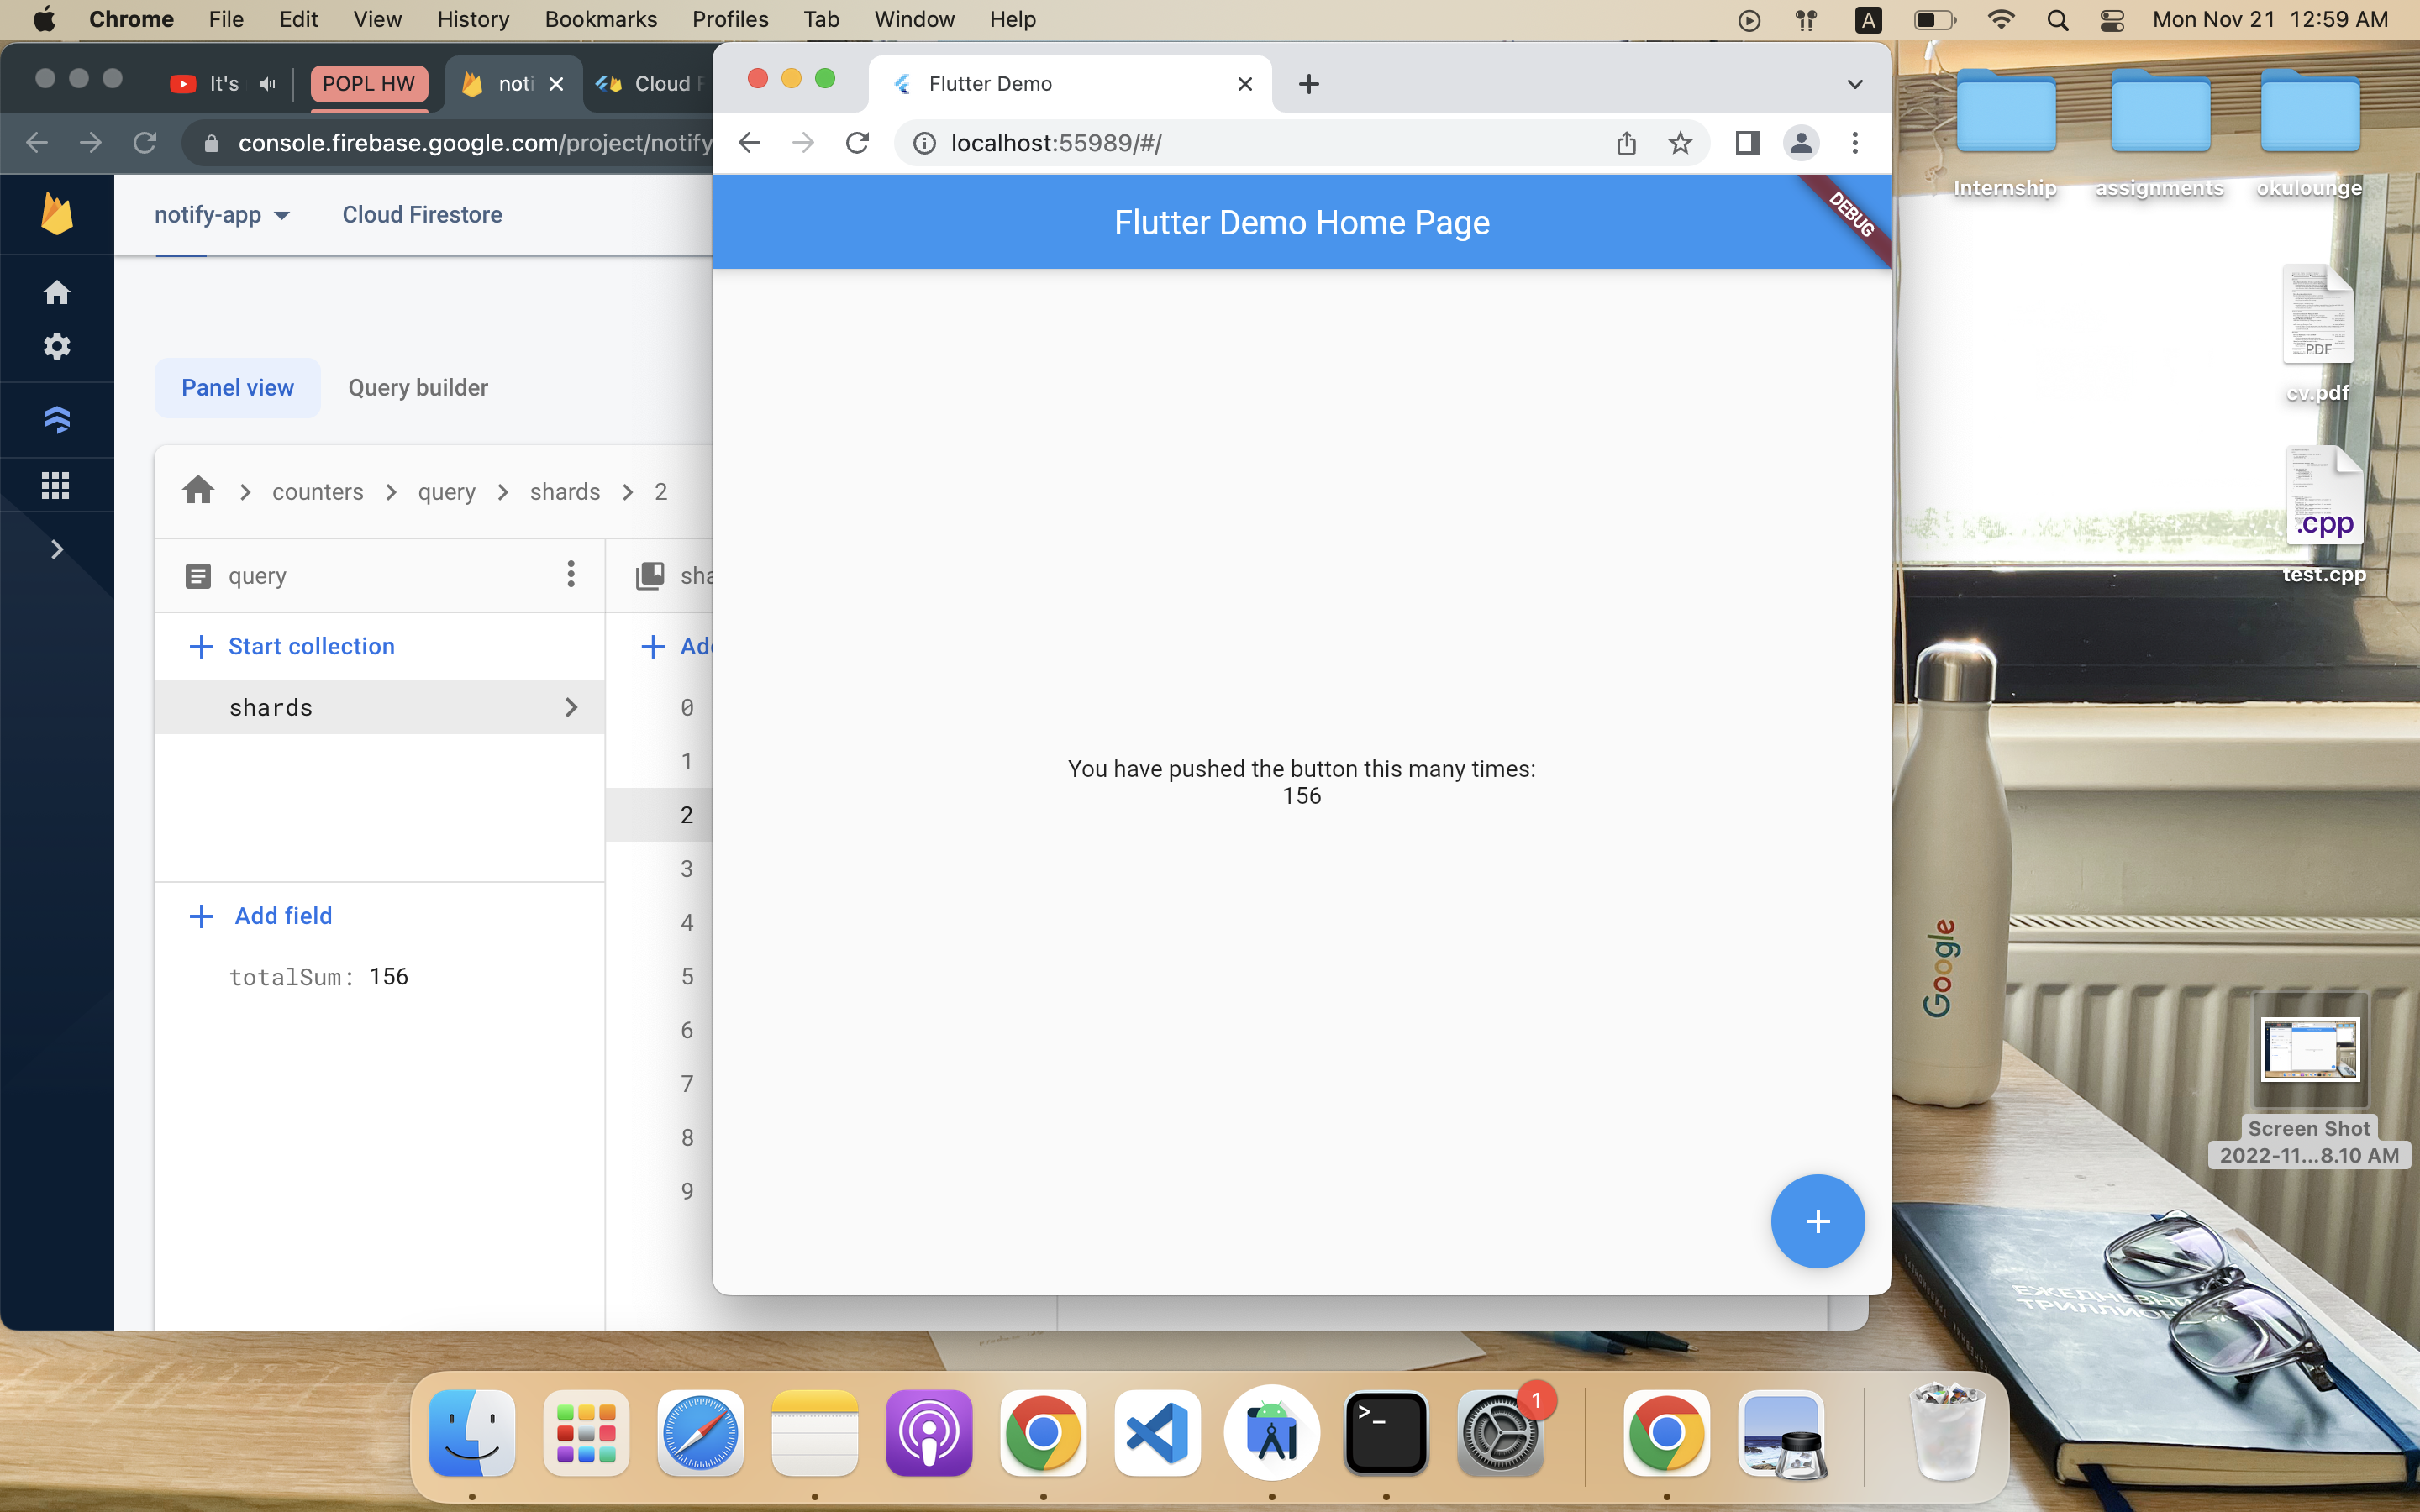 Chrome File Edit View History Bookmarks Profiles Tab Window Help A Mon Nov 21 12:59 AM
It's POPL HW noti Cloud F
Flutter Demo
console.firebase.google.com/project/notify
localhost:55989/#/
notify-app Cloud Firestore
Flutter Demo Home Page
DEBUG
Panel view Query builder
counters query shards 2
query sha
Start collection
Add
shards
0
1
2
3
4
5
6
7
8
9
Add field
totalSum: 156
You have pushed the button this many times:
156
+
Internship assignments okulounge
PDF
cv.pdf
.cpp
test.cpp
Google
Screen Shot
2022-11...8.10 AM
ЕЖЕДНЕВНИК
ТРИЛЛИОН
>_
1